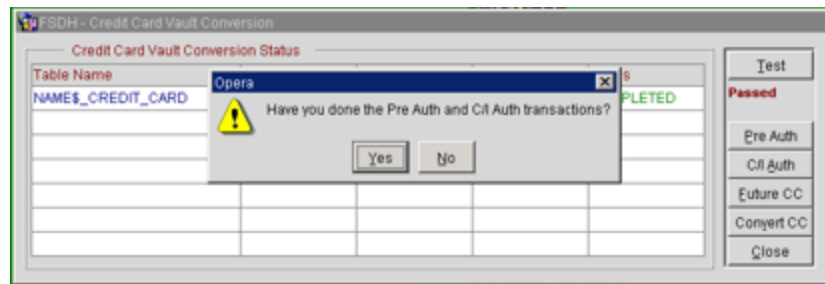 FSDH - Credit Card Vault Conversion
Credit Card Vault Conversion Status
Table Name
s
NAME$_CREDIT_CARD
PLETED
Opera
Have you done the Pre Auth and C/I Auth transactions?
Yes
No
Test
Passed
Pre Auth
C/I Auth
Future CC
Convert CC
Close